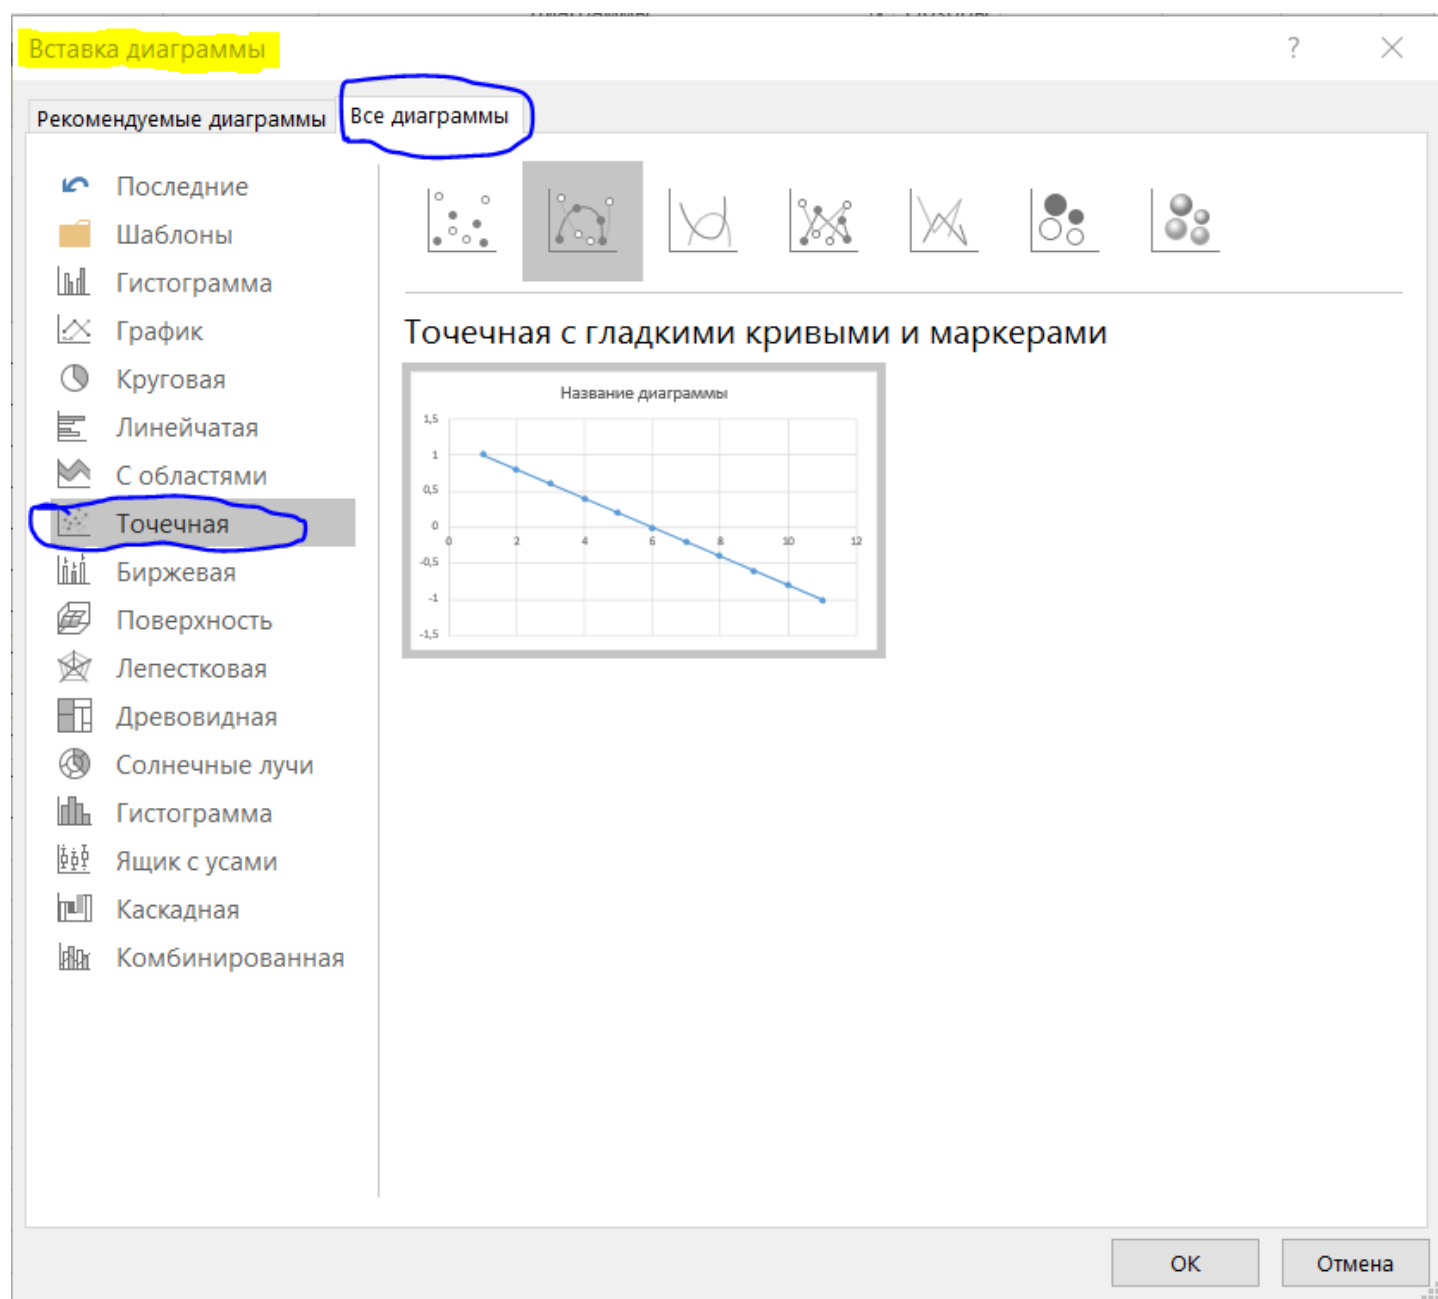 Вставка диаграммы
?
Рекомендуемые диаграммы
Все диаграммы
Последние
Шаблоны
Гистограмма
График
Круговая
Линейчатая
С областями
Точечная
Биржевая
Поверхность
Лепестковая
Древовидная
Солнечные лучи
Гистограмма
Ящик с усами
Каскадная
Комбинированная
Точечная с гладкими кривыми и маркерами
Название диаграммы
1,5
1
0,5
0
-0,5
-1
-1,5
0 2 4 6 8 10 12
ОК
Отмена